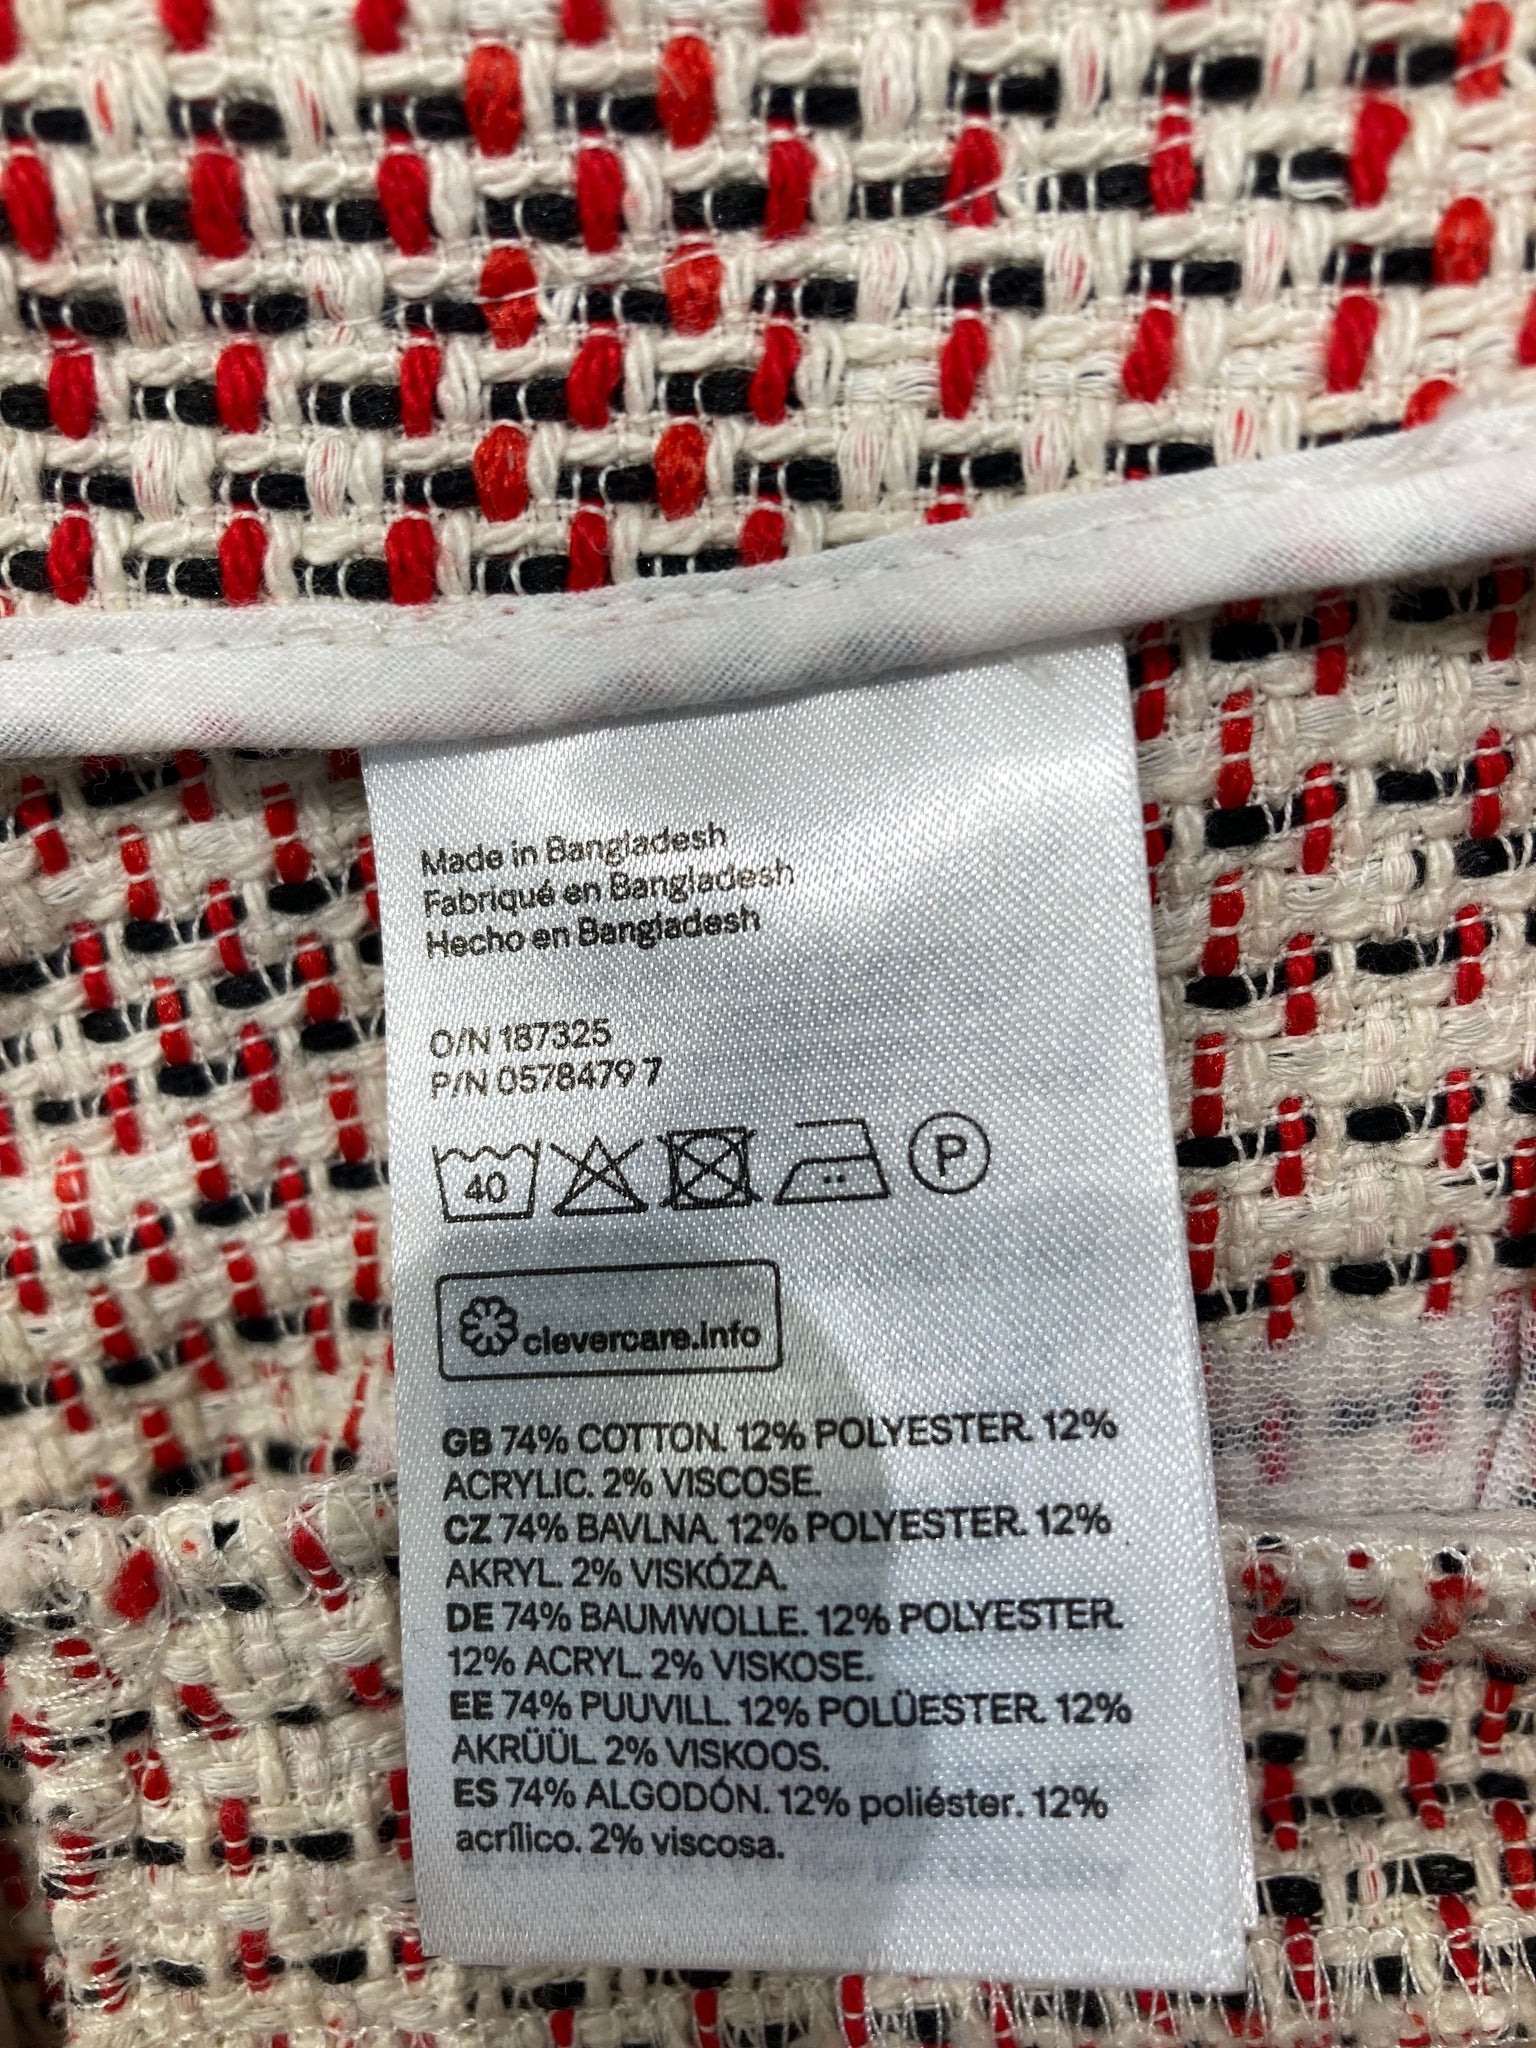 Made in Bangladesh
Fabriqué en Bangladesh
Hecho en Bangladesh
O/N 187325
P/N 0578479 7
40
P
clevercare.info
GB 74% COTTON. 12% POLYESTER. 12%
ACRYLIC. 2% VISCOSE.
CZ 74% BAVLNA. 12% POLYESTER. 12%
AKRYL. 2% VISKÓZA.
DE 74% BAUMWOLLE. 12% POLYESTER.
12% ACRYL. 2% VISKOSE.
EE 74% PUUVILL. 12% POLÜESTER. 12%
AKRÜÜL. 2% VISKOOS.
ES 74% ALGODÓN. 12% poliéster. 12%
acrílico. 2% viscosa.